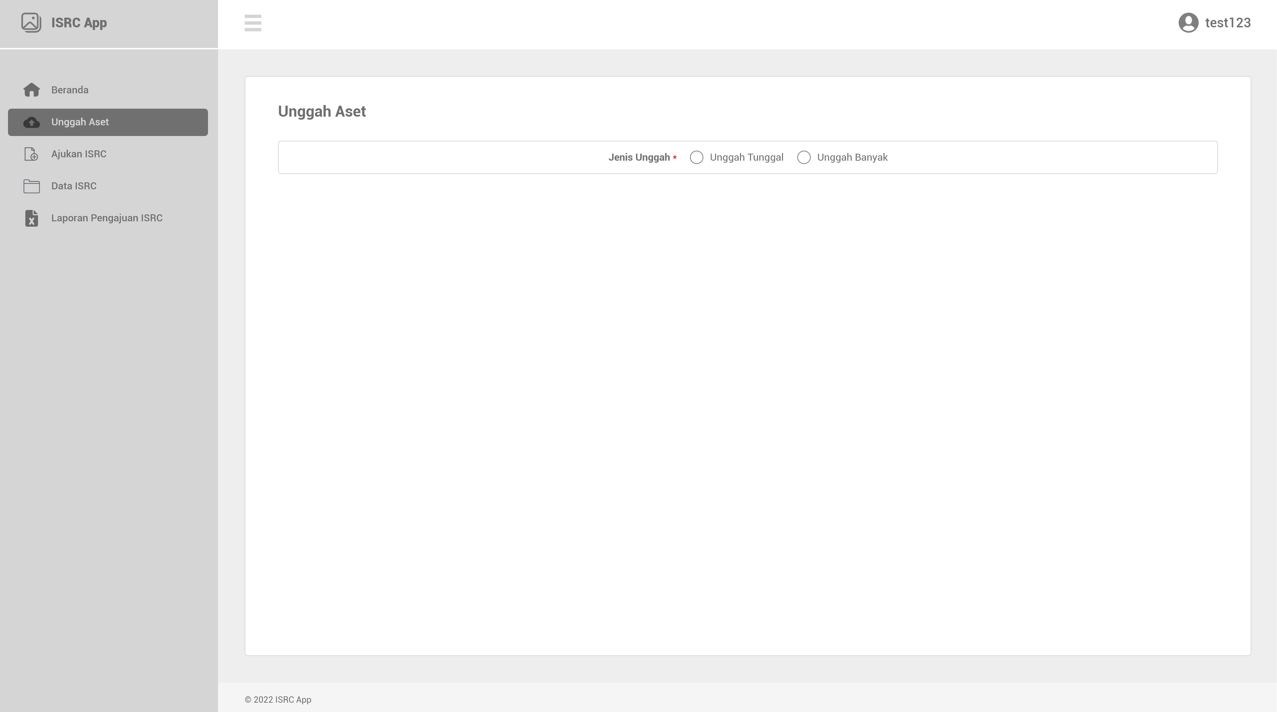 ISRC App
test123
Beranda
Unggah Aset
Ajukan ISRC
Data ISRC
Laporan Pengajuan ISRC
Unggah Aset
Jenis Unggah • Unggah Tunggal Unggah Banyak
© 2022 ISRC App